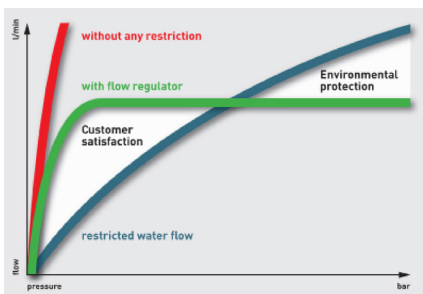 L/min
without any restriction
Environmental
protection
with flow regulator
Customer
satisfaction
restricted water flow
flow
pressure
bar